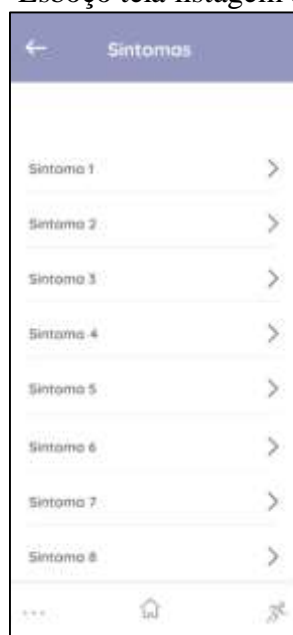 Esboço tela listagem
Sintomas
Sintoma 1
Sintoma 2
Sintoma 3
Sintoma 4
Sintoma 5
Sintoma 6
Sintoma 7
Sintoma 8